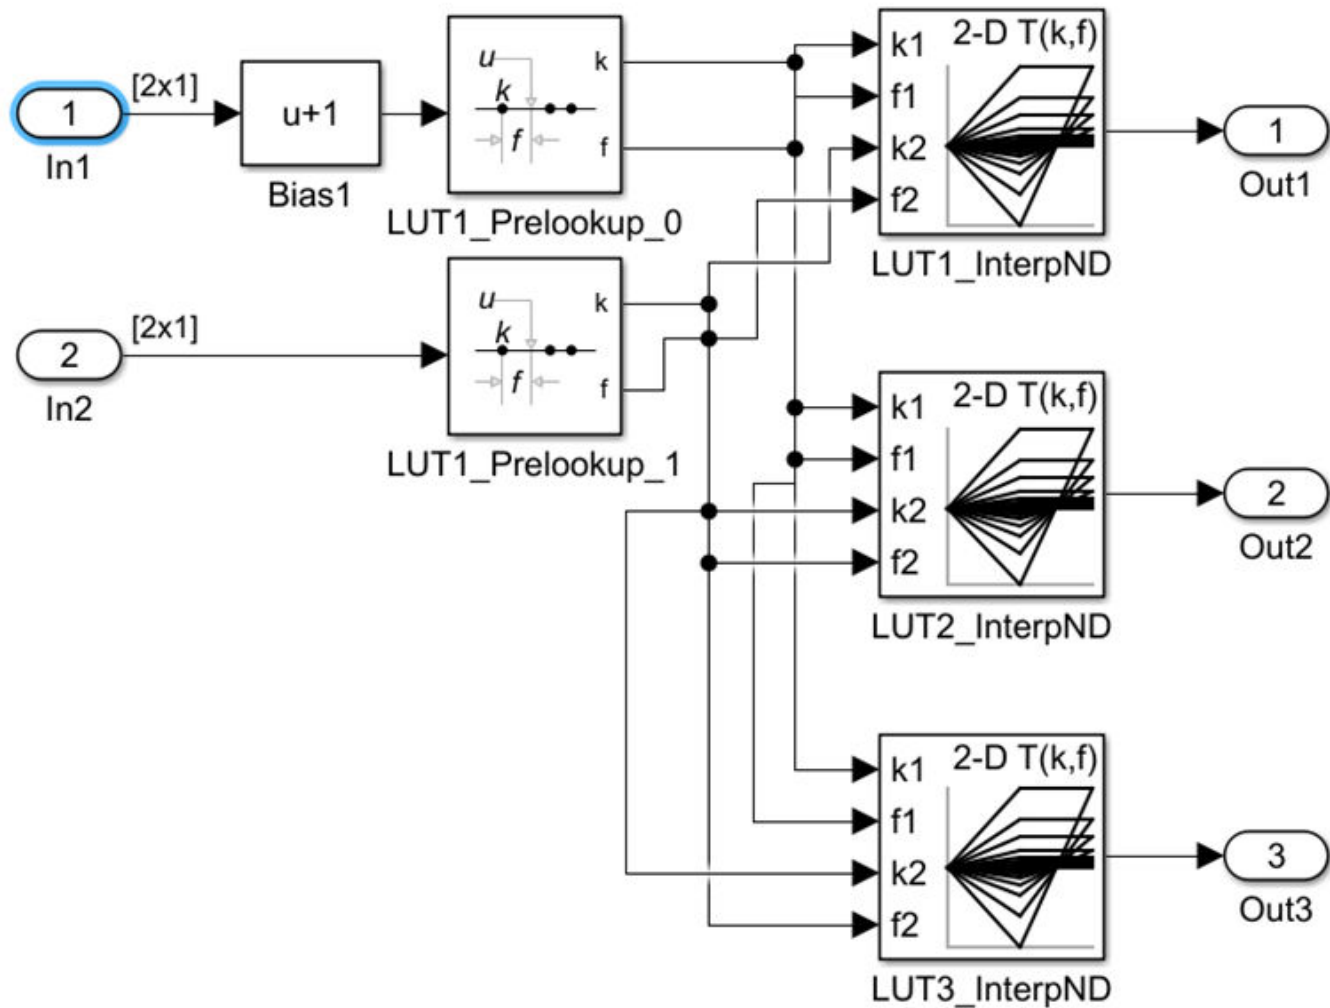 1
In1
[2x1]
u+1
Bias1
u
k
f
k
f
LUT1_Prelookup_0
2
In2
[2x1]
u
k
f
k
f
LUT1_Prelookup_1
2-D T(k,f)
k1
f1
k2
f2
LUT1_InterpND
1
Out1
2-D T(k,f)
k1
f1
k2
f2
LUT2_InterpND
2
Out2
2-D T(k,f)
k1
f1
k2
f2
LUT3_InterpND
3
Out3